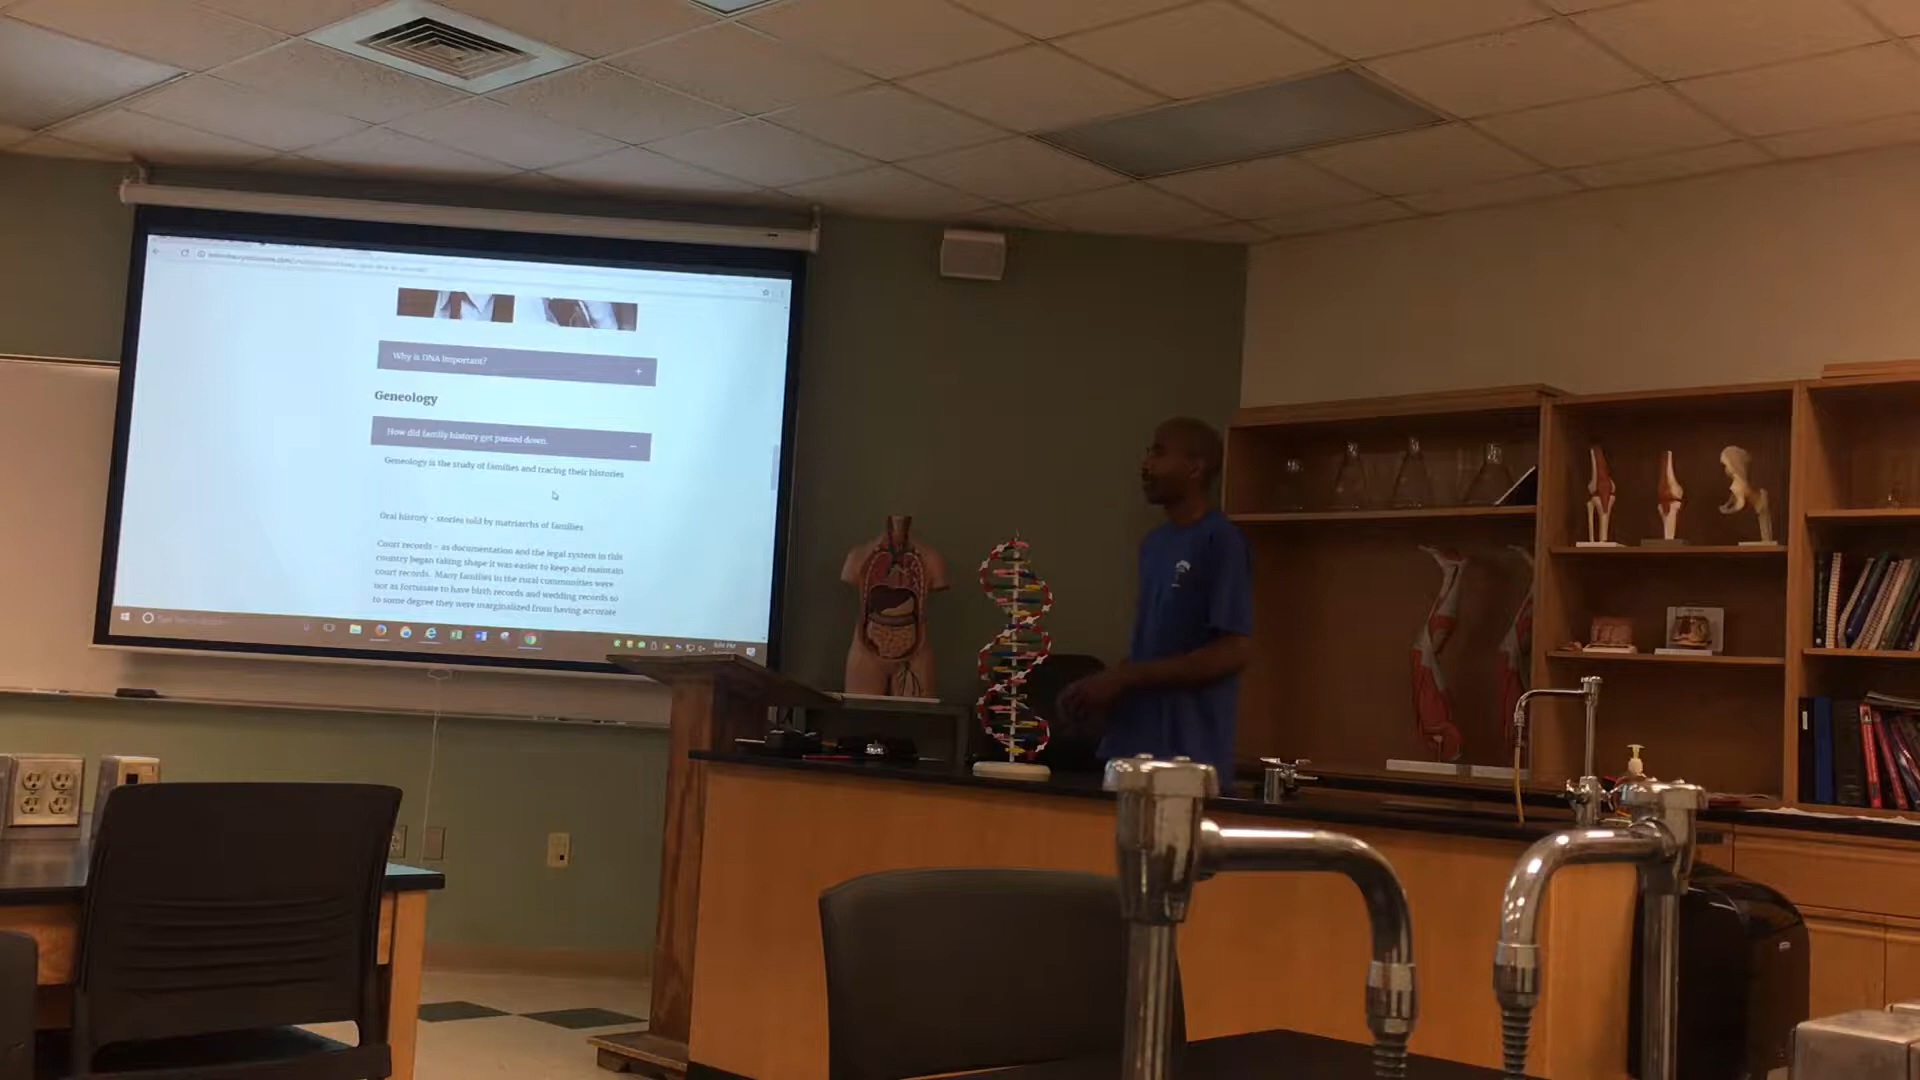 Why is DNA important?
+
Geneology
How did family history get passed down.
Geneology is the study of families and tracing their histories
Oral history - stories told by matriarchs of families
Court records - as documentation and the legal system in this
country began taking shape it was easier to keep and maintain
court records. Many families in the rural communities were
not as fortunate to have birth records and wedding records so
to some degree they were marginalized from having accurate